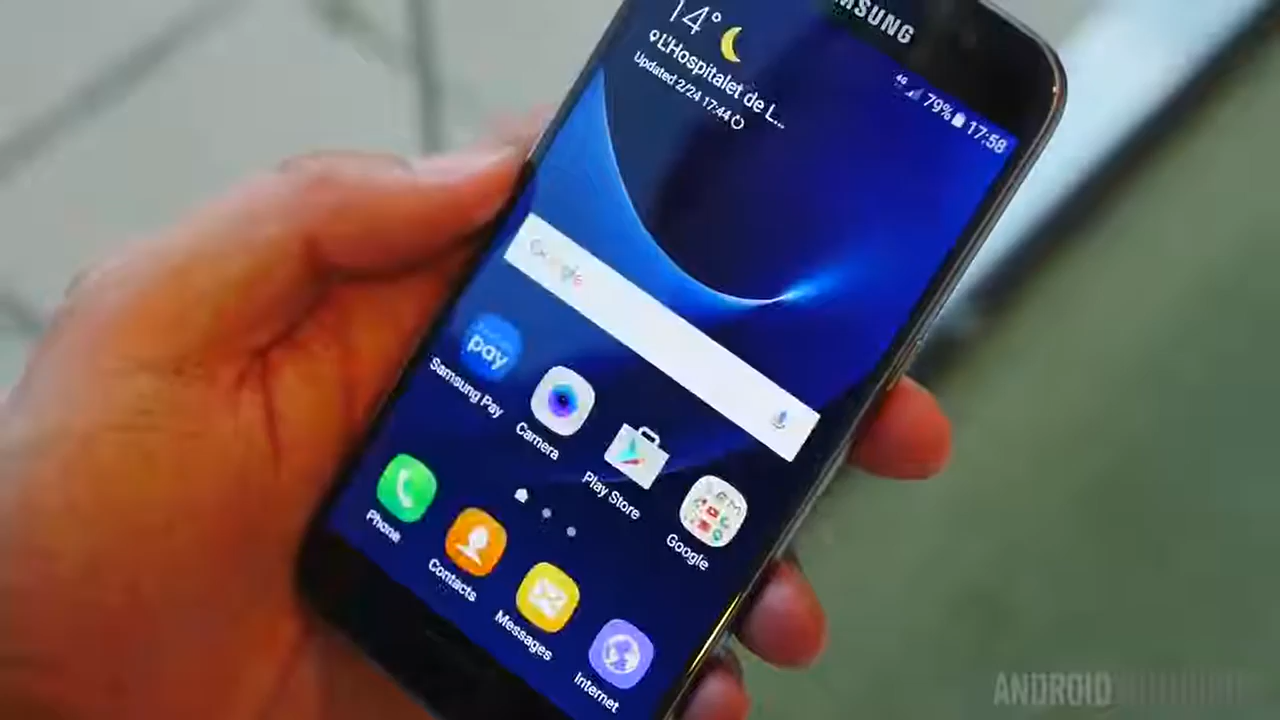 14°
L'Hospitalet de L...
Updated 2/24 17:44
SAMSUNG
4G 79% 17:58
Google
pay
Samsung Pay
Camera
Play Store
Google
Phone
Contacts
Messages
Internet
ANDROID